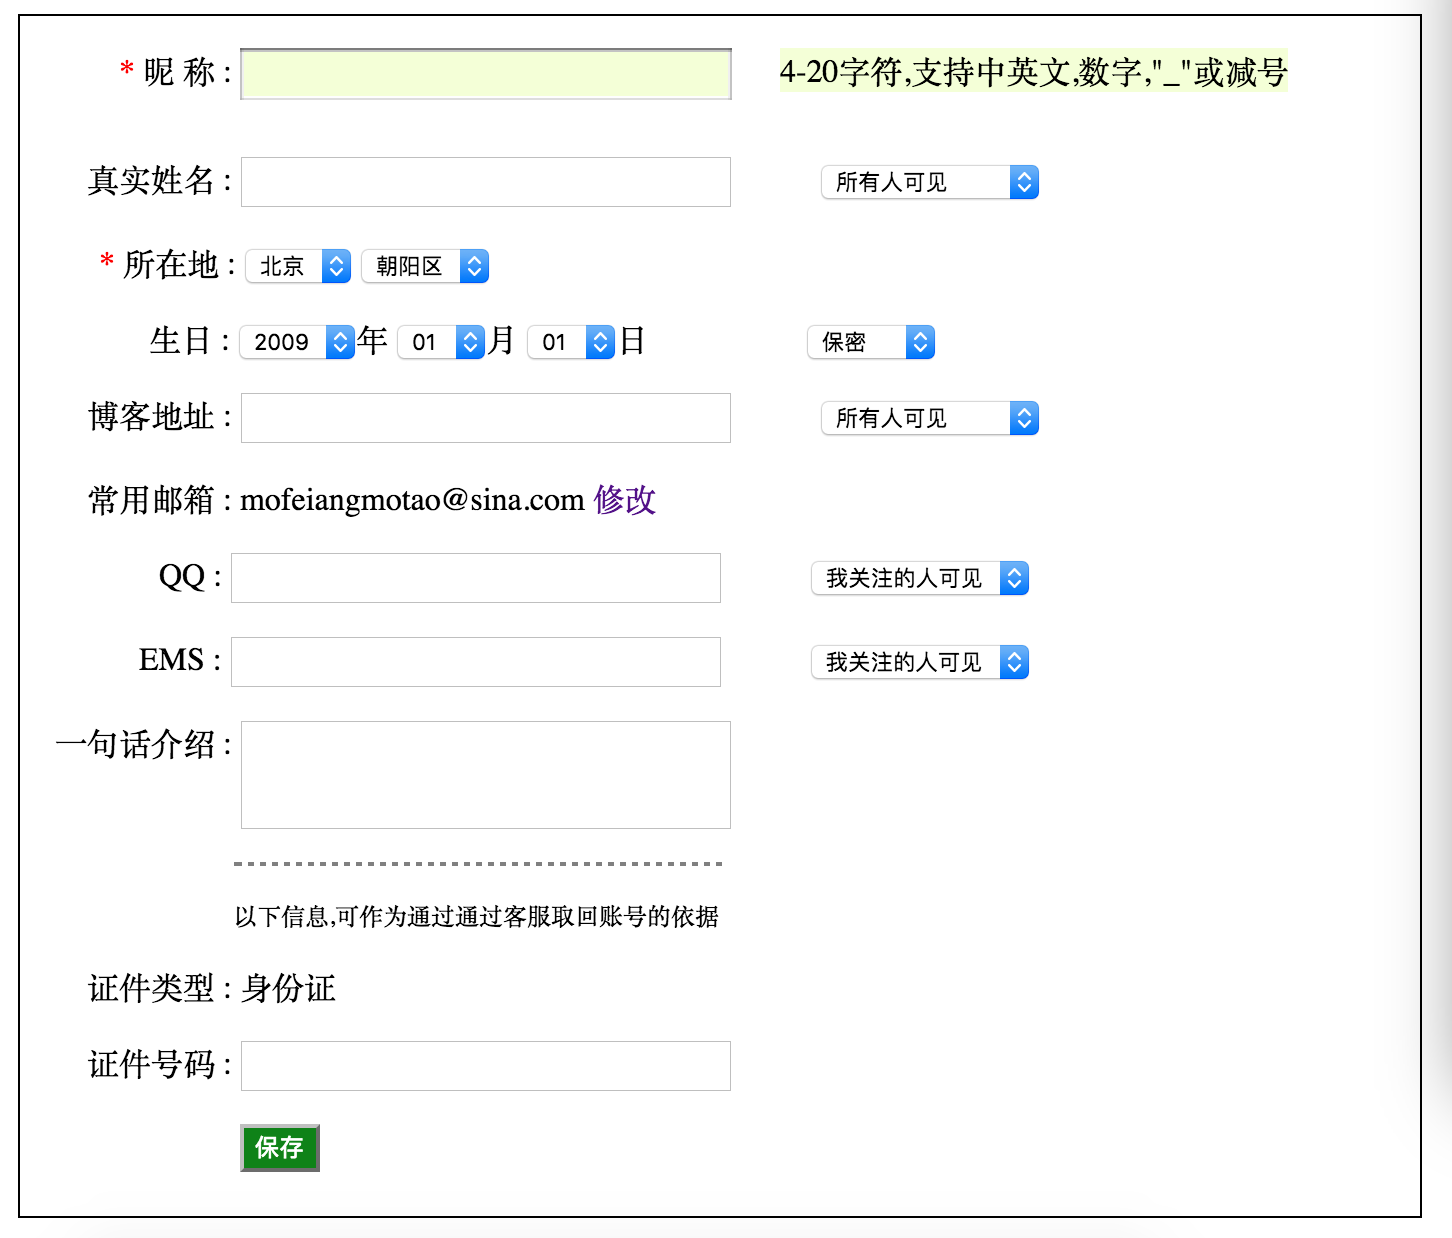 * 昵 称 : 4-20字符,支持中英文,数字,"_"或减号
真实姓名 : 所有人可见
* 所在地 : 北京 朝阳区
生日 : 2009 年 01 月 01 日 保密
博客地址 : 所有人可见
常用邮箱 : mofeiangmotao@sina.com 修改
QQ : 我关注的人可见
EMS : 我关注的人可见
一句话介绍 :
以下信息,可作为通过通过客服取回账号的依据
证件类型 : 身份证
证件号码 :
保存